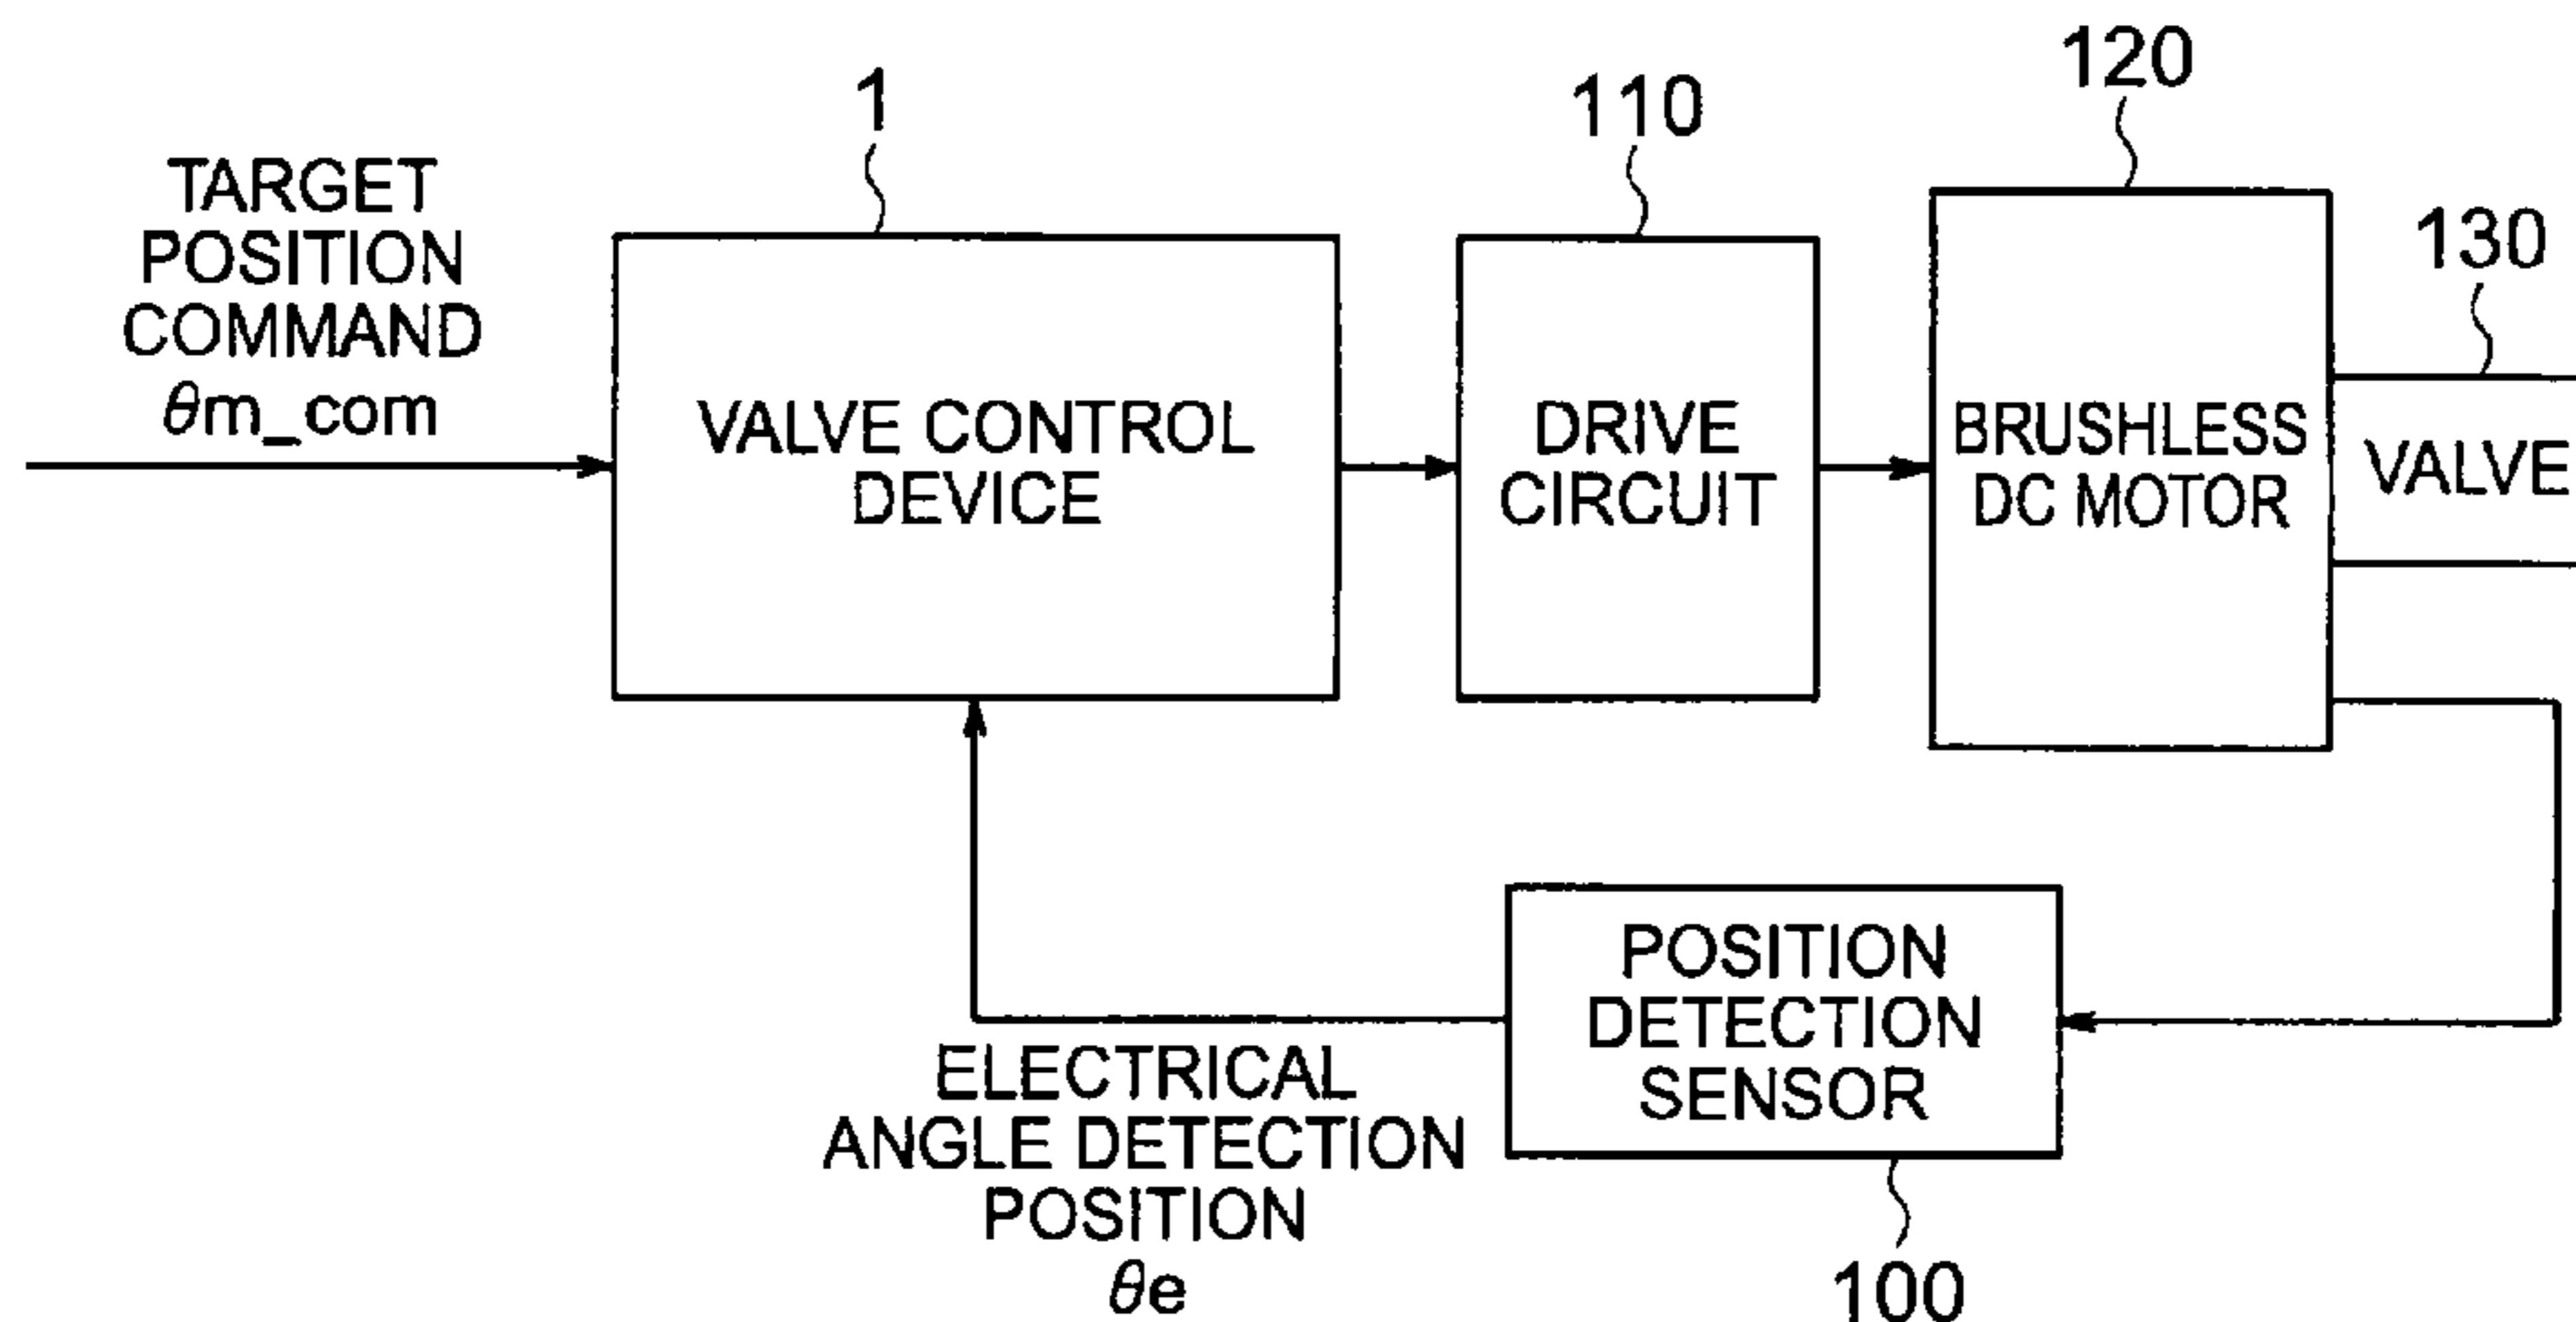 120
1
110
TARGET
POSITION
COMMAND
θm_com
130
VALVE CONTROL
DEVICE
DRIVE
CIRCUIT
BRUSHLESS
DC MOTOR
VALVE
POSITION
DETECTION
SENSOR
ELECTRICAL
ANGLE DETECTION
POSITION
θe
100